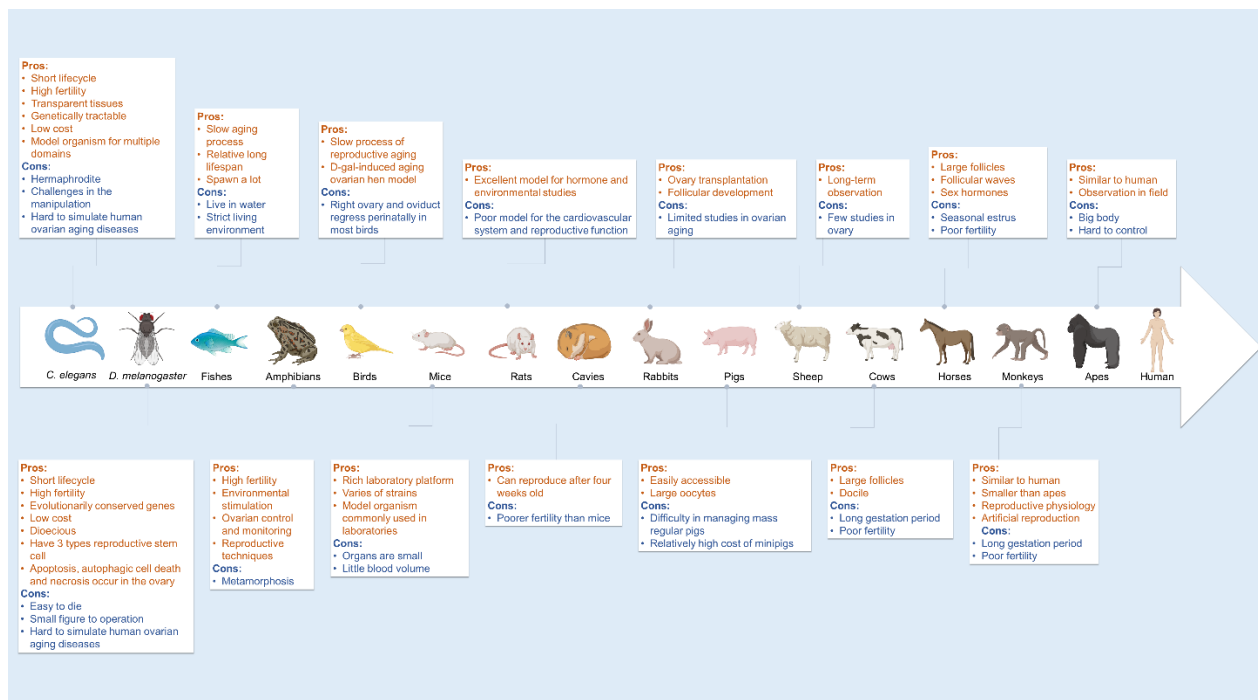 Pros:
• Short lifecycle
• High fertility
• Transparent tissues
• Genetically tractable
• Low cost
• Model organism for multiple
domains
Cons:
• Hermaphrodite
• Challenges in the
manipulation
• Hard to simulate human
ovarian aging diseases
Pros:
• Slow aging
process
• Relative long
lifespan
• Spawn a lot
Cons:
• Live in water
• Strict living
environment
Pros:
• Slow process of
reproductive aging
• D-gal-induced aging
ovarian hen model
Cons:
• Right ovary and oviduct
regress perinatally in
most birds
Pros:
• Excellent model for hormone and
environmental studies
Cons:
• Poor model for the cardiovascular
system and reproductive function
Pros:
• Ovary transplantation
• Follicular development
Cons:
• Limited studies in ovarian
aging
Pros:
• Long-term
observation
Cons:
• Few studies in
ovary
Pros:
• Large follicles
• Follicular waves
• Sex hormones
Cons:
• Seasonal estrus
• Poor fertility
Pros:
• Similar to human
• Observation in field
Cons:
• Big body
• Hard to control
C. elegans
D. melanogaster
Fishes
Amphibians
Birds
Mice
Rats
Cavies
Rabbits
Pigs
Sheep
Cows
Horses
Monkeys
Apes
Human
Pros:
• Short lifecycle
• High fertility
• Evolutionarily conserved genes
• Low cost
• Dioecious
• Have 3 types reproductive stem
cell
• Apoptosis, autophagic cell death
and necrosis occur in the ovary
Cons:
• Easy to die
• Small figure to operation
• Hard to simulate human ovarian
aging diseases
Pros:
• High fertility
• Environmental
stimulation
• Ovarian control
and monitoring
• Reproductive
techniques
Cons:
• Metamorphosis
Pros:
• Rich laboratory platform
• Varies of strains
• Model organism
commonly used in
laboratories
Cons:
• Organs are small
• Little blood volume
Pros:
• Can reproduce after four
weeks old
Cons:
• Poorer fertility than mice
Pros:
• Easily accessible
• Large oocytes
Cons:
• Difficulty in managing mass
regular pigs
• Relatively high cost of minipigs
Pros:
• Large follicles
• Docile
Cons:
• Long gestation period
• Poor fertility
Pros:
• Similar to human
• Smaller than apes
• Reproductive physiology
• Artificial reproduction
Cons:
• Long gestation period
• Poor fertility